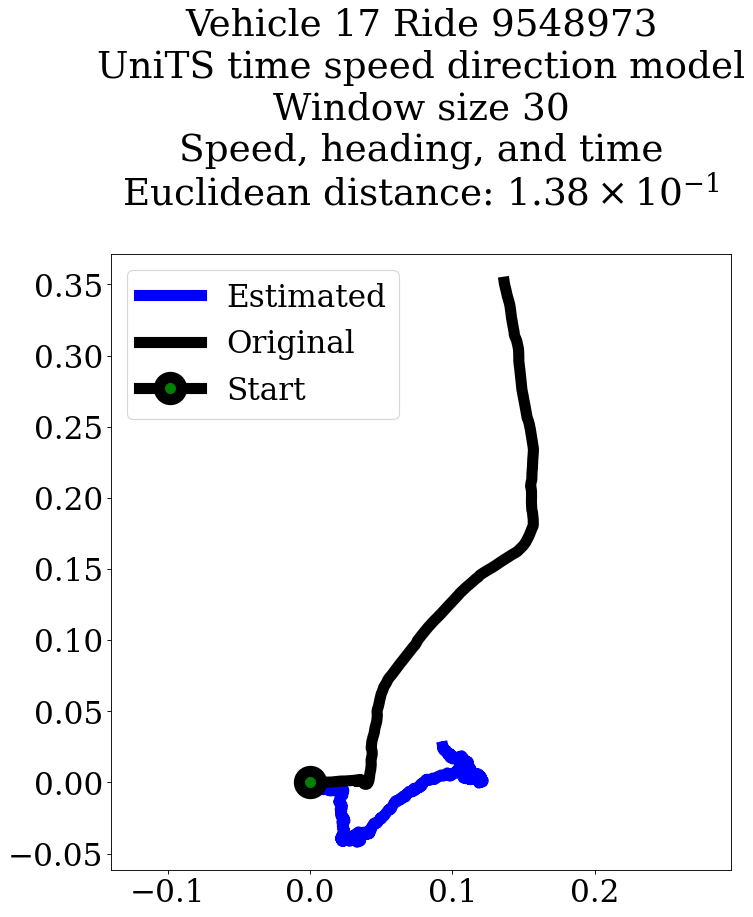 Vehicle 17 Ride 9548973
UniTS time speed direction model
Window size 30
Speed, heading, and time
Euclidean distance: $1.38 \times 10^{-1}$
Estimated
Original
Start
0.35
0.30
0.25
0.20
0.15
0.10
0.05
0.00
−0.05
−0.1
0.0
0.1
0.2